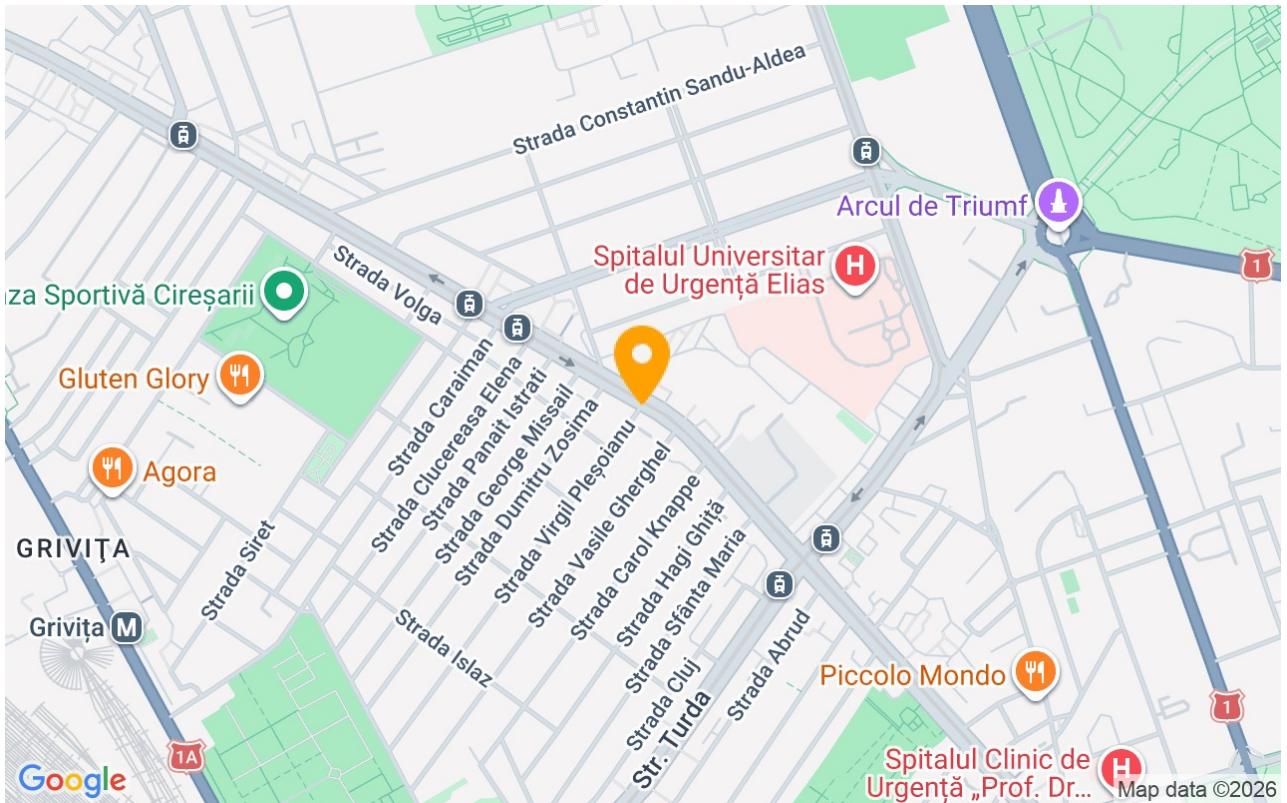 Strada Constantin Sandu-Aldea
Arcul de Triumf
Spitalul Universitar
de Urgență Elias
1
Strada Volga
za Sportivă Cireșarii
Gluten Glory
Agora
Strada Caraiman
Strada Clucereasa Elena
Strada Panait Istrati
Strada George Missail
Strada Dumitru Zosima
Strada Virgil Pleșoianu
Strada Vasile Gherghel
Strada Carol Knappe
Strada Hagi Ghiță
Strada Sfânta Maria
Strada Cluj
Str. Turda
Strada Abrud
GRIVIȚA
Strada Siret
Grivița
M
Strada Islaz
Piccolo Mondo
1
1A
Spitalul Clinic de
Urgență „Prof. Dr...
Google
Map data ©2026